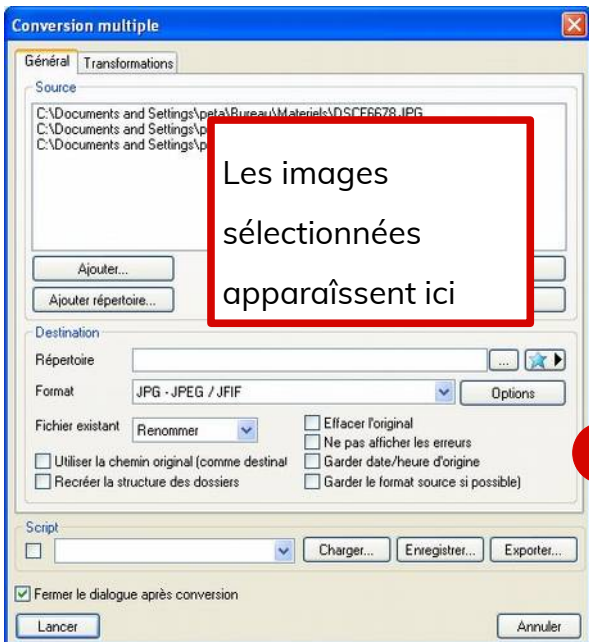 Conversion multiple
Général Transformations
Source
C:\Documents and Settings\peta\Bureau\Materiels\DSCF6678.JPG
C:\Documents and Settings\p
C:\Documents and Settings\p
Les images
sélectionnées
apparaîssent ici
Ajouter...
Ajouter répertoire...
Destination
Répertoire ...
Format JPG - JPEG / JFIF Options
Fichier existant Renommer
Effacer l'original
Ne pas afficher les erreurs
Utiliser la chemin original (comme destinat
Garder date/heure d'origine
Recréer la structure des dossiers
Garder le format source si possible)
Script
Charger... Enregistrer... Exporter...
Fermer le dialogue après conversion
Lancer Annuler